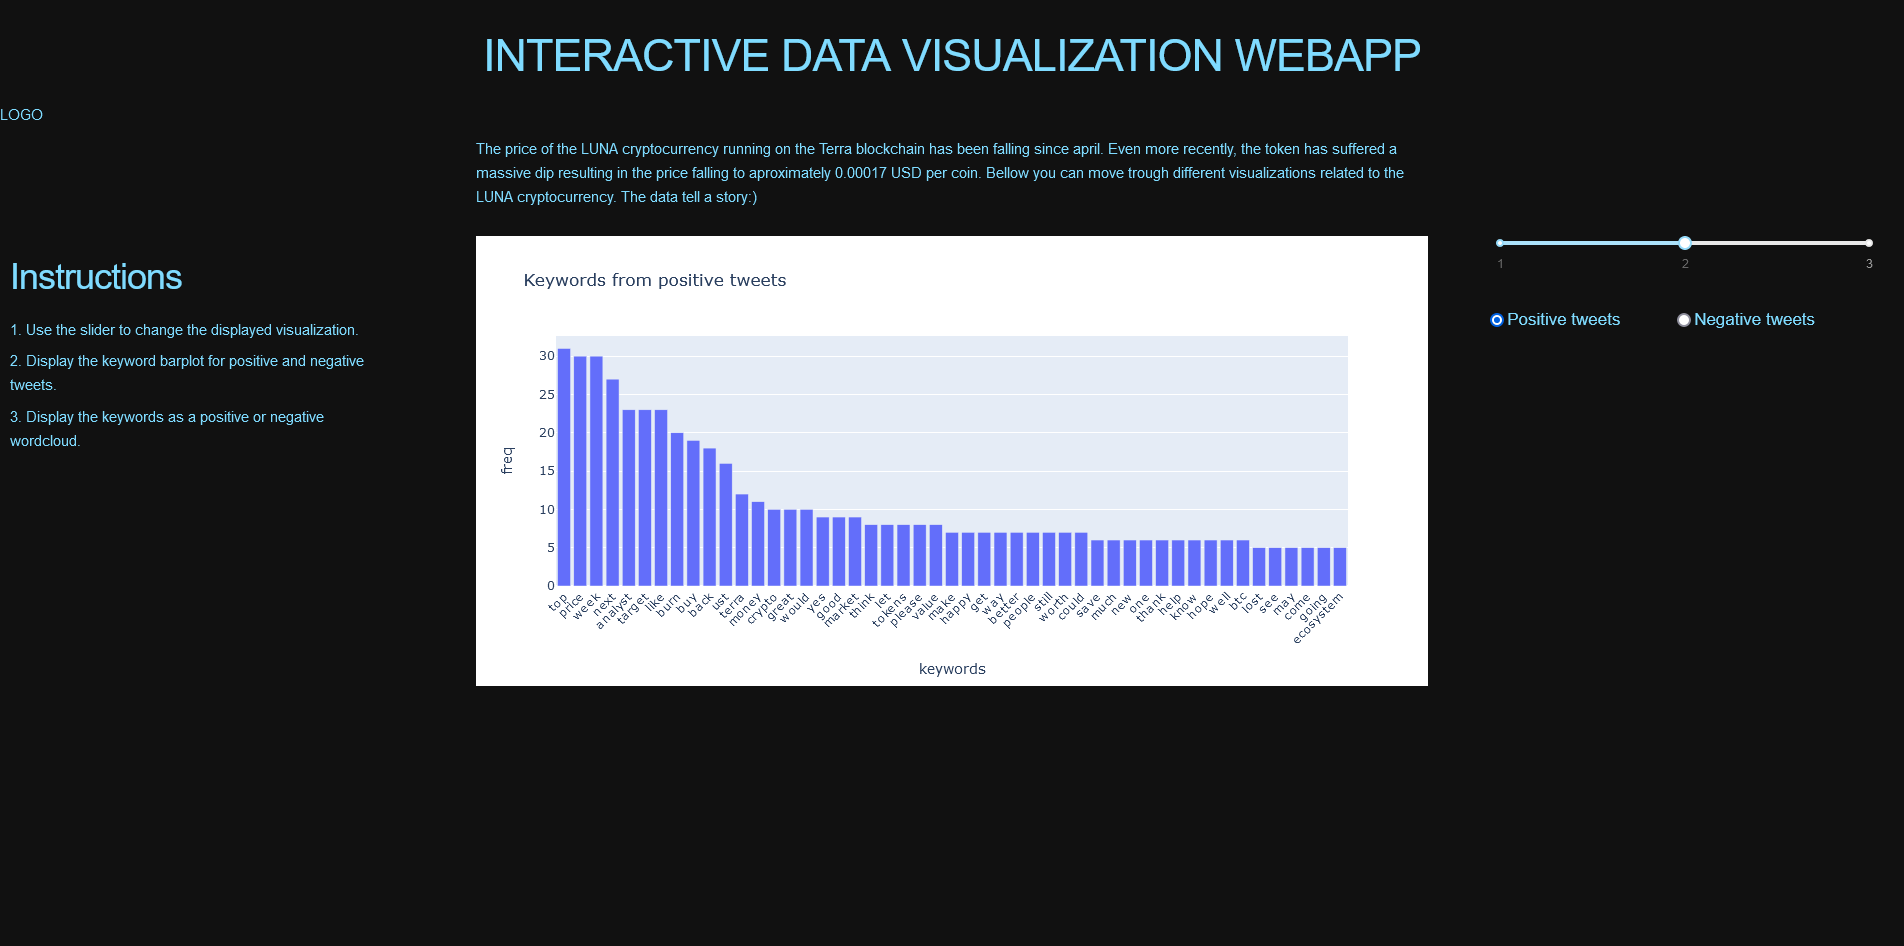 INTERACTIVE DATA VISUALIZATION WEBAPP
LOGO
The price of the LUNA cryptocurrency running on the Terra blockchain has been falling since april. Even more recently, the token has suffered a
massive dip resulting in the price falling to aproximately 0.00017 USD per coin. Bellow you can move trough different visualizations related to the
LUNA cryptocurrency. The data tell a story:)
Instructions
1. Use the slider to change the displayed visualization.
2. Display the keyword barplot for positive and negative
tweets.
3. Display the keywords as a positive or negative
wordcloud.
Keywords from positive tweets
freq
30
25
20
15
10
5
0
top
price
week
next
analyst
target
like
burn
buy
back
ust
terra
money
crypto
great
would
yes
good
market
think
let
tokens
please
value
make
happy
get
way
better
people
still
worth
could
save
much
new
one
thank
help
know
hope
well
btc
lost
see
may
come
going
ecosystem
keywords
1 2 3
Positive tweets Negative tweets